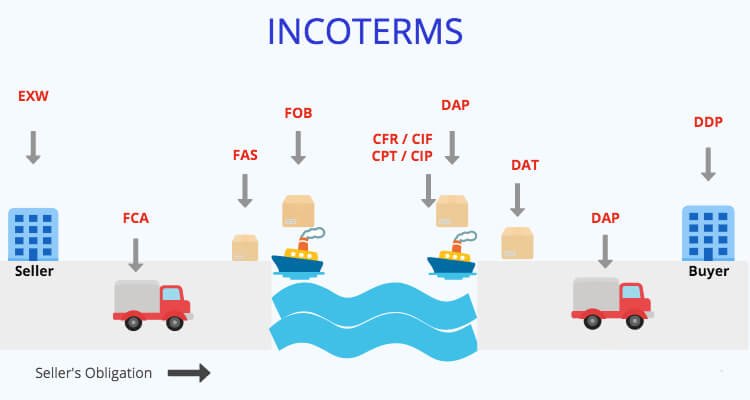 INCOTERMS
EXW
FAS
FOB
CFR / CIF
CPT / CIP
DAP
DAT
DDP
FCA
DAP
Seller
Buyer
Seller's Obligation